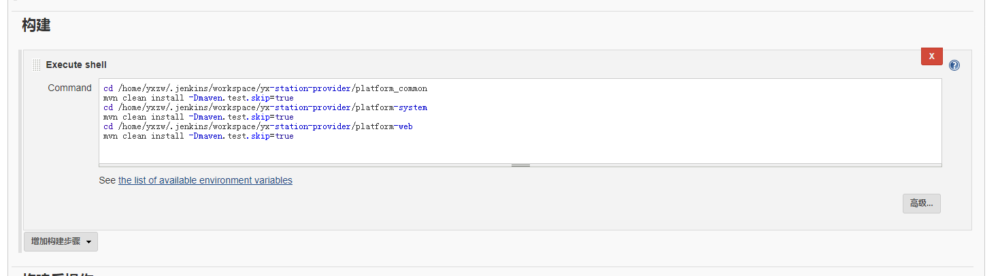 构建
X
Execute shell
Command
cd /home/yxzw/.jenkins/workspace/yx-station-provider/platform_common
mvn clean install -Dmaven.test.skip=true
cd /home/yxzw/.jenkins/workspace/yx-station-provider/platform-system
mvn clean install -Dmaven.test.skip=true
cd /home/yxzw/.jenkins/workspace/yx-station-provider/platform-web
mvn clean install -Dmaven.test.skip=true
See the list of available environment variables
高级...
增加构建步骤